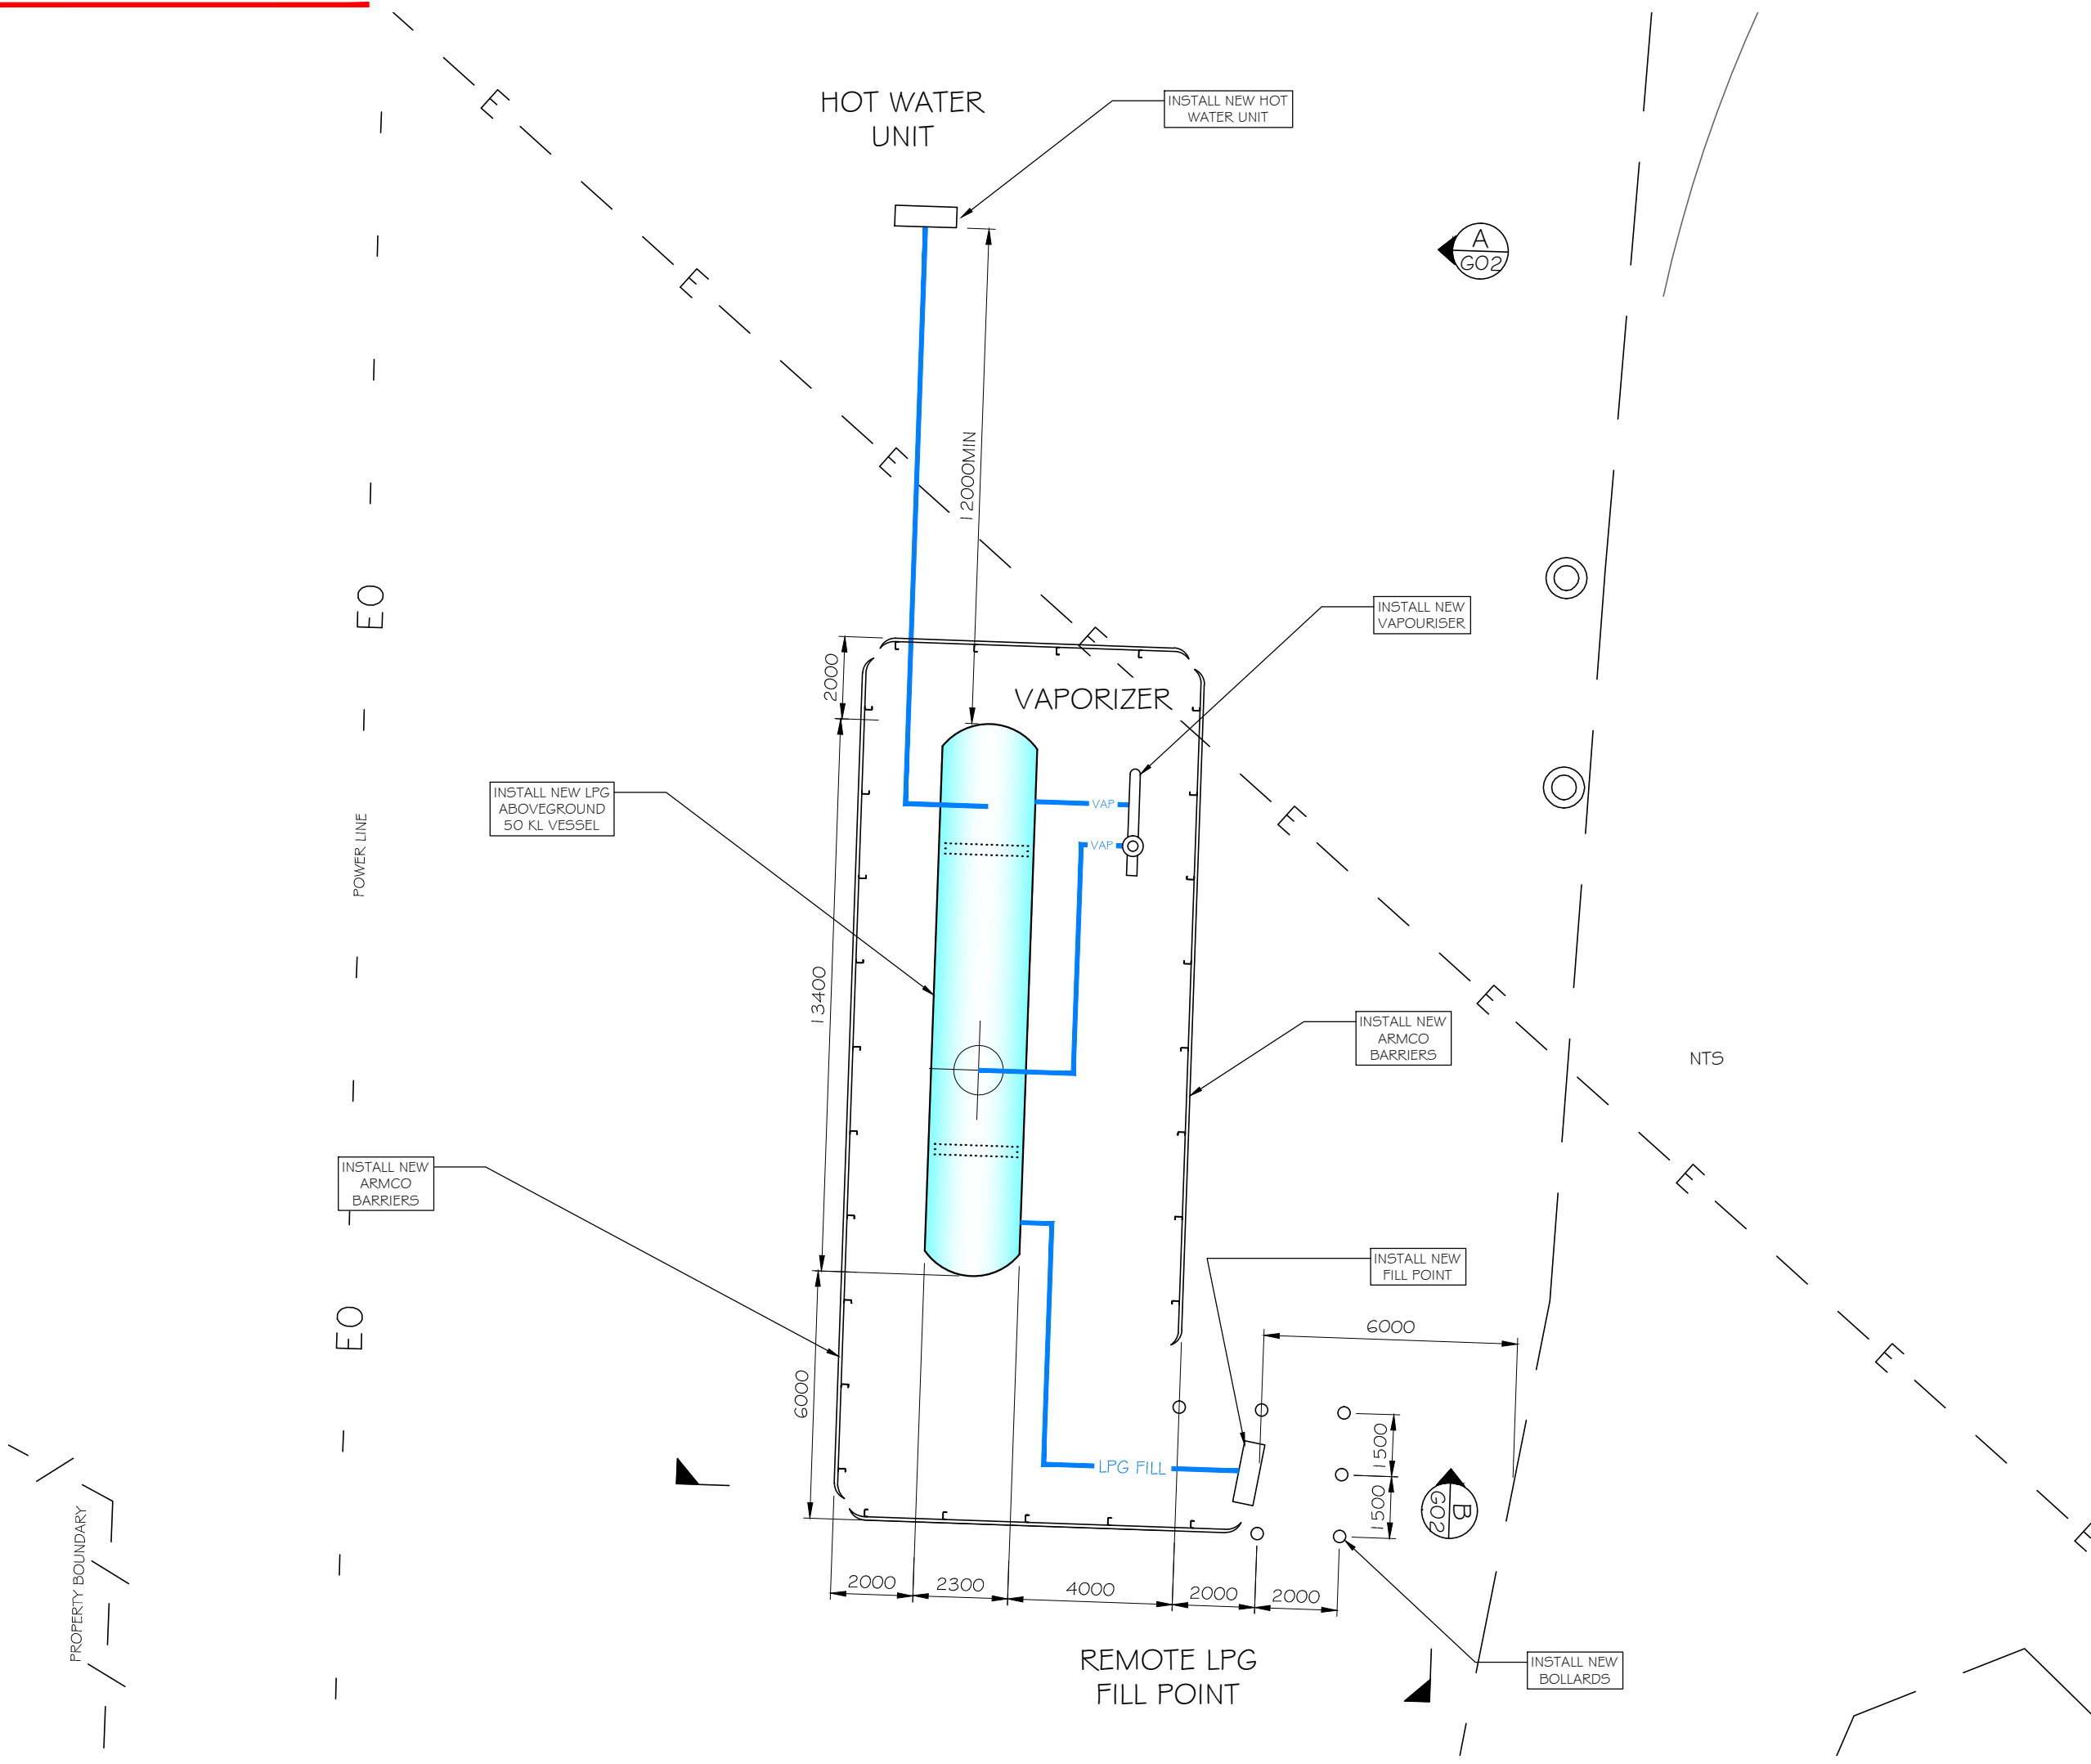 HOT WATER
UNIT
INSTALL NEW HOT
WATER UNIT
E
E
E
E
E
E
E
E
E
A
G02
12000MIN
EO
INSTALL NEW
VAPOURISER
2000
VAPORIZER
INSTALL NEW LPG
ABOVEGROUND
50 KL VESSEL
VAP
VAP
POWER LINE
13400
INSTALL NEW
ARMCO
BARRIERS
NTS
INSTALL NEW
ARMCO
BARRIERS
INSTALL NEW
FILL POINT
EO
6000
6000
1500
1500
LPG FILL
B
G02
PROPERTY BOUNDARY
2000
2300
4000
2000
2000
REMOTE LPG
FILL POINT
INSTALL NEW
BOLLARDS